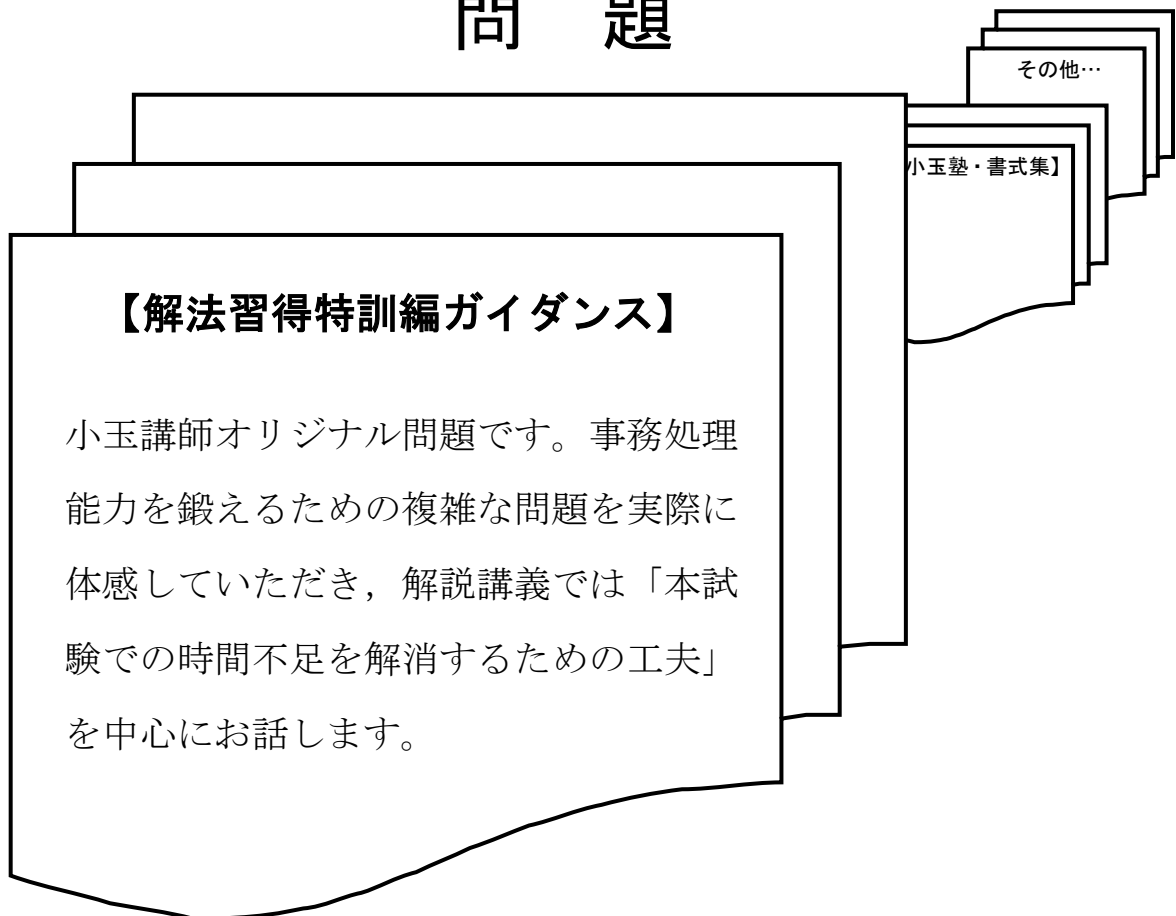 問　題
その他…
小玉塾・書式集】
【解法習得特訓編ガイダンス】
小玉講師オリジナル問題です。事務処理
能力を鍛えるための複雑な問題を実際に
体感していただき，解説講義では「本試
験での時間不足を解消するための工夫」
を中心にお話します。